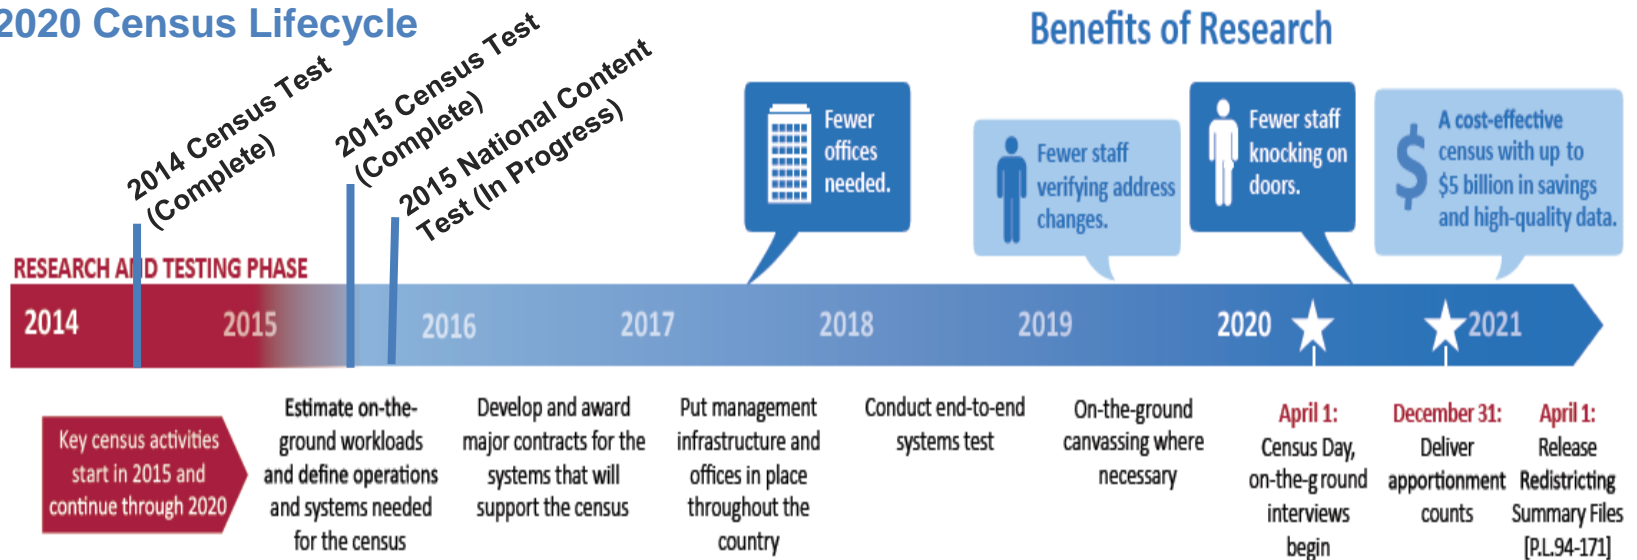 2020 Census Lifecycle
Benefits of Research
2014 Census Test
(Complete)
2015 Census Test
(Complete)
2015 National Content
Test (In Progress)
Fewer
offices
needed.
Fewer staff
verifying address
changes.
Fewer staff
knocking on
doors.
$
A cost-effective
census with up to
$5 billion in savings
and high-quality data.
RESEARCH AND TESTING PHASE
2014
2015
2016
2017
2018
2019
2020
2021
Key census activities
start in 2015 and
continue through 2020
Estimate on-the-
ground workloads
and define operations
and systems needed
for the census
Develop and award
major contracts for the
systems that will
support the census
Put management
infrastructure and
offices in place
throughout the
country
Conduct end-to-end
systems test
On-the-ground
canvassing where
necessary
April 1:
Census Day,
on-the-ground
interviews
begin
December 31:
Deliver
apportionment
counts
April 1:
Release
Redistricting
Summary Files
[P.L.94-171]